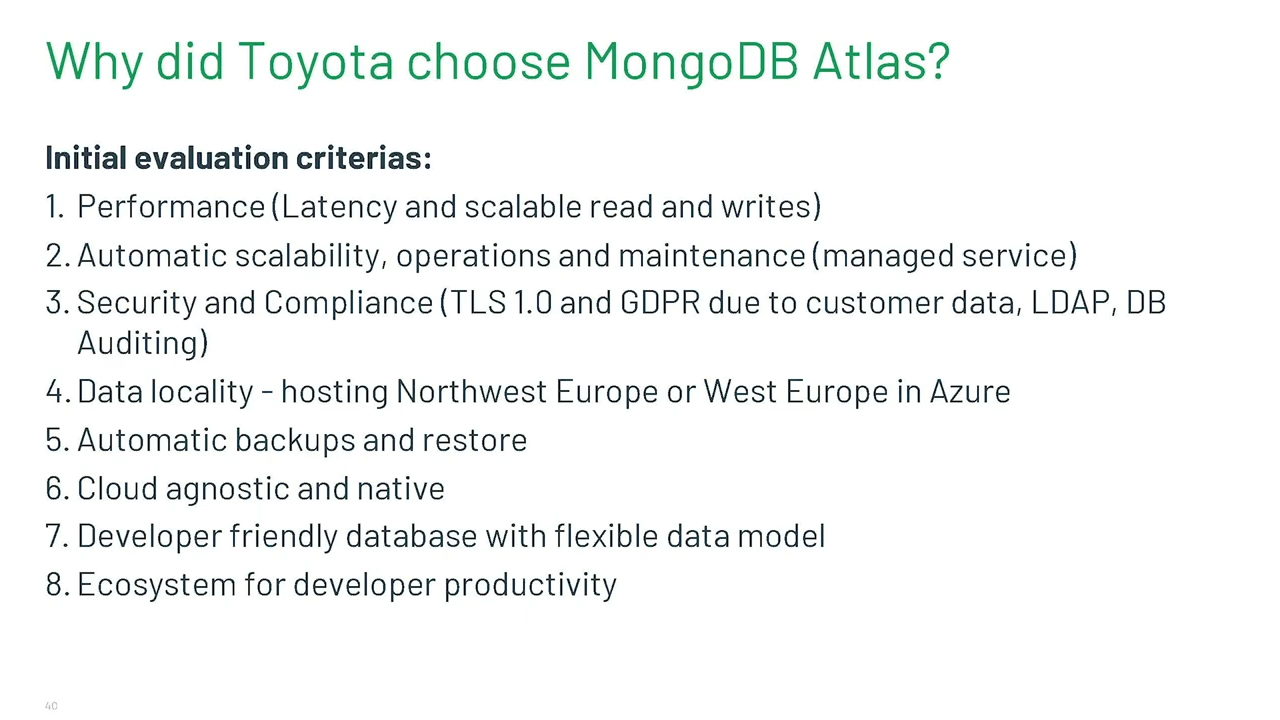 Why did Toyota choose MongoDB Atlas?
Initial evaluation criterias:
1. Performance (Latency and scalable read and writes)
2. Automatic scalability, operations and maintenance (managed service)
3. Security and Compliance (TLS 1.0 and GDPR due to customer data, LDAP, DB
Auditing)
4. Data locality - hosting Northwest Europe or West Europe in Azure
5. Automatic backups and restore
6. Cloud agnostic and native
7. Developer friendly database with flexible data model
8. Ecosystem for developer productivity
40